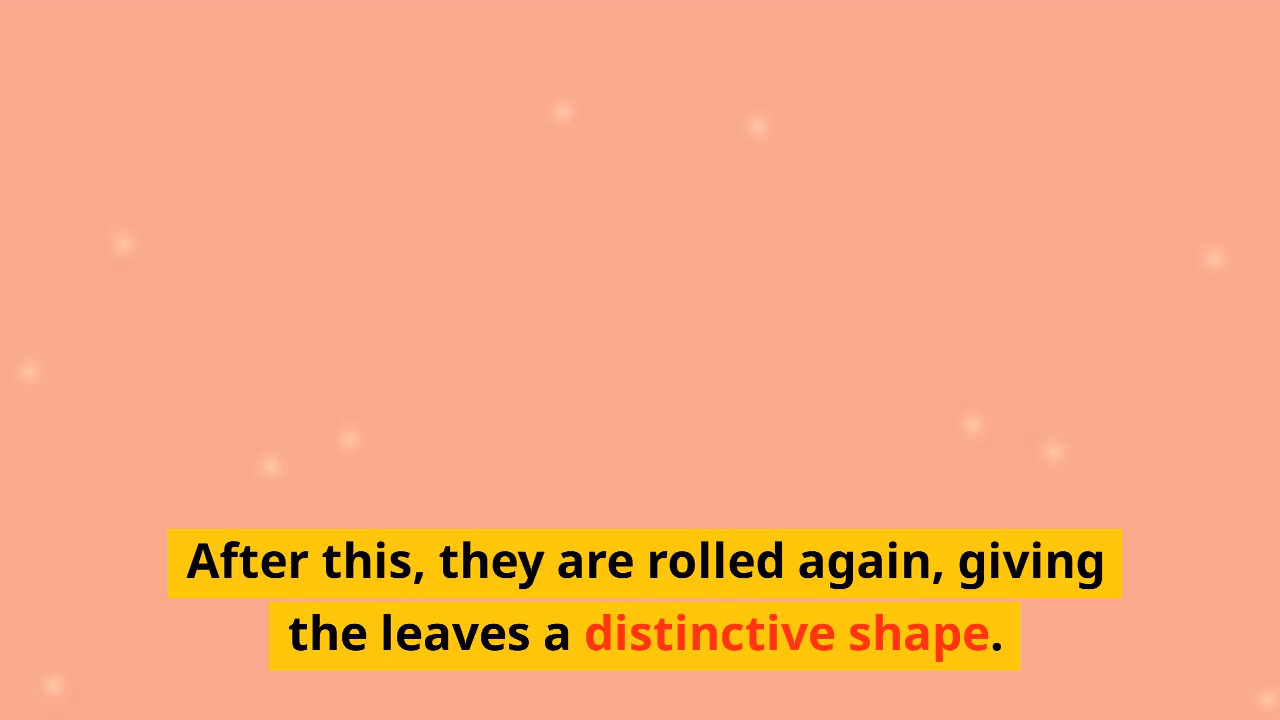 After this, they are rolled again, giving
the leaves a distinctive shape.